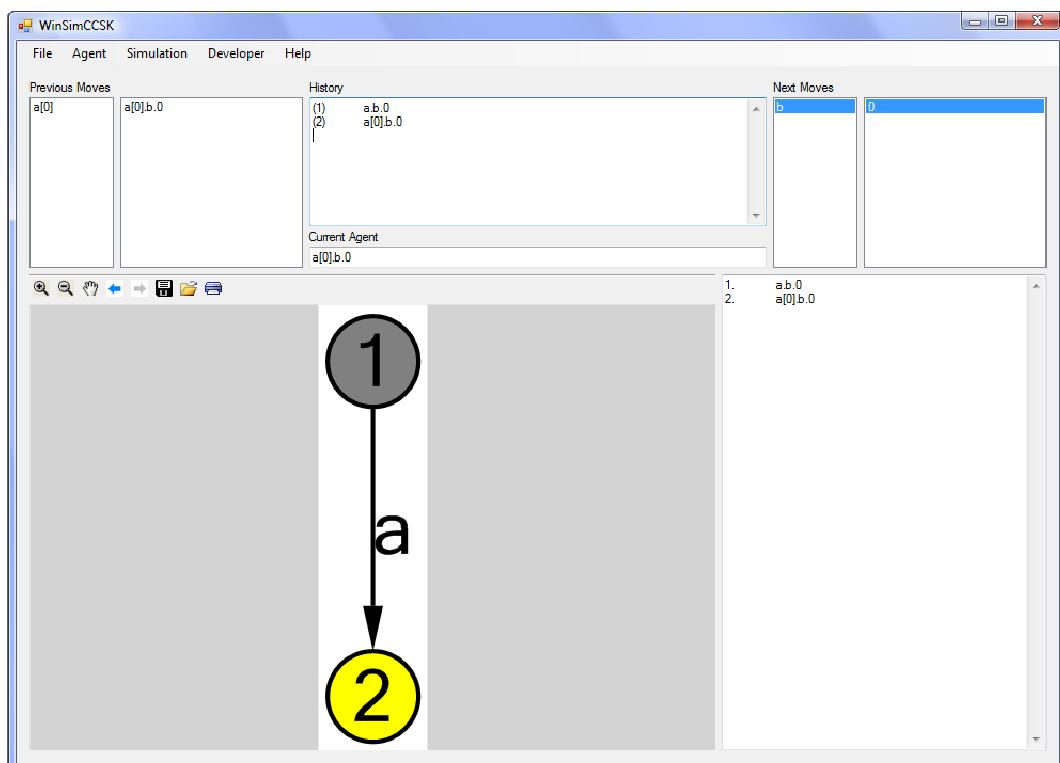 WinSimCCSK
File Agent Simulation Developer Help
Previous Moves
a[0]
a[0].b.0
History
(1) a.b.0
(2) a[0].b.0
Next Moves
b
0
Current Agent
a[0].b.0
1. a.b.0
2. a[0].b.0
1
a
2